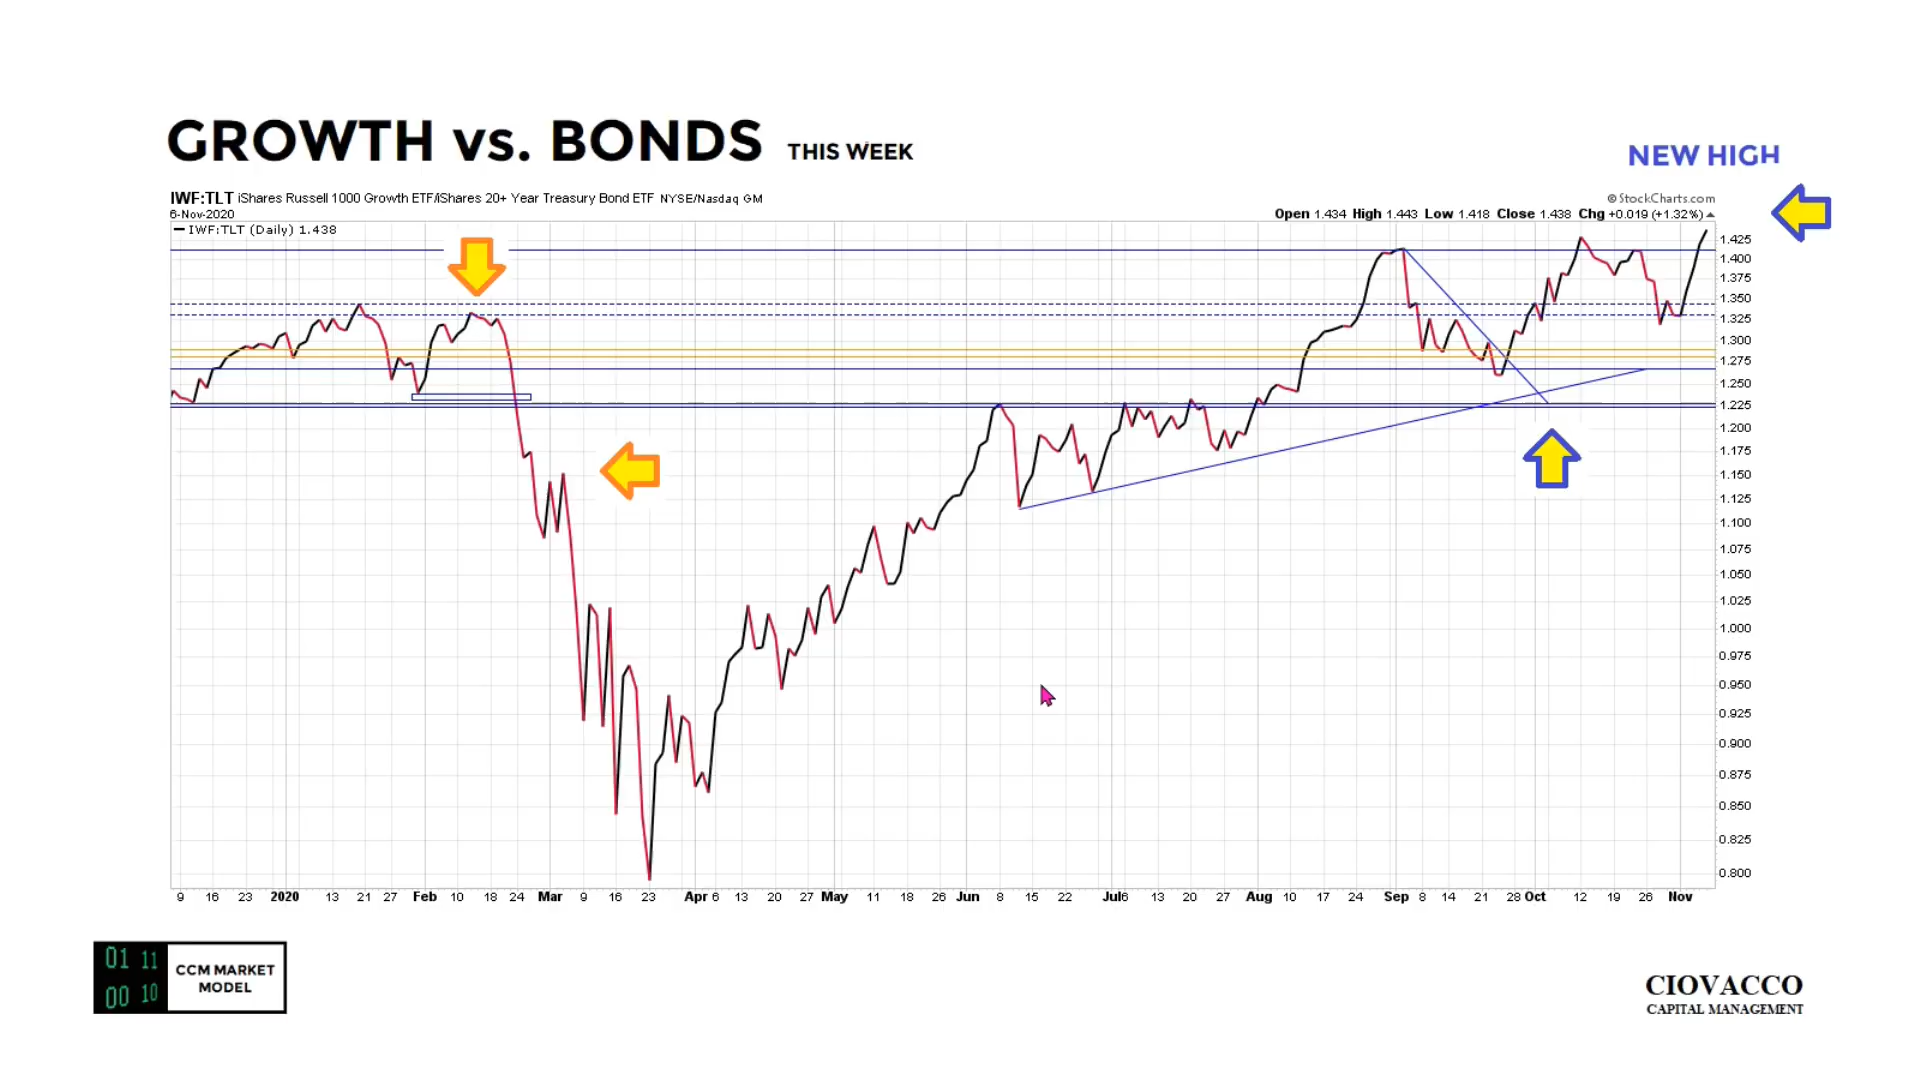 GROWTH vs. BONDS THIS WEEK
NEW HIGH
IWF:TLT iShares Russell 1000 Growth ETF/iShares 20+ Year Treasury Bond ETF NYSE/Nasdaq GM
© StockCharts.com
6-Nov-2020
Open 1.434 High 1.443 Low 1.418 Close 1.438 Chg +0.019 (+1.32%)
IWF:TLT (Daily) 1.438
1.425
1.400
1.375
1.350
1.325
1.300
1.275
1.250
1.225
1.200
1.175
1.150
1.125
1.100
1.075
1.050
1.025
1.000
0.975
0.950
0.925
0.900
0.875
0.850
0.825
0.800
9 16 23 2020 13 21 27 Feb 10 18 24 Mar 9 16 23 Apr 6 13 20 27 May 11 18 26 Jun 8 15 22 Jul6 13 20 27 Aug 10 17 24 Sep 8 14 21 28 Oct 12 19 26 Nov
01 11
00 10
CCM MARKET
MODEL
CIOVACCO
CAPITAL MANAGEMENT